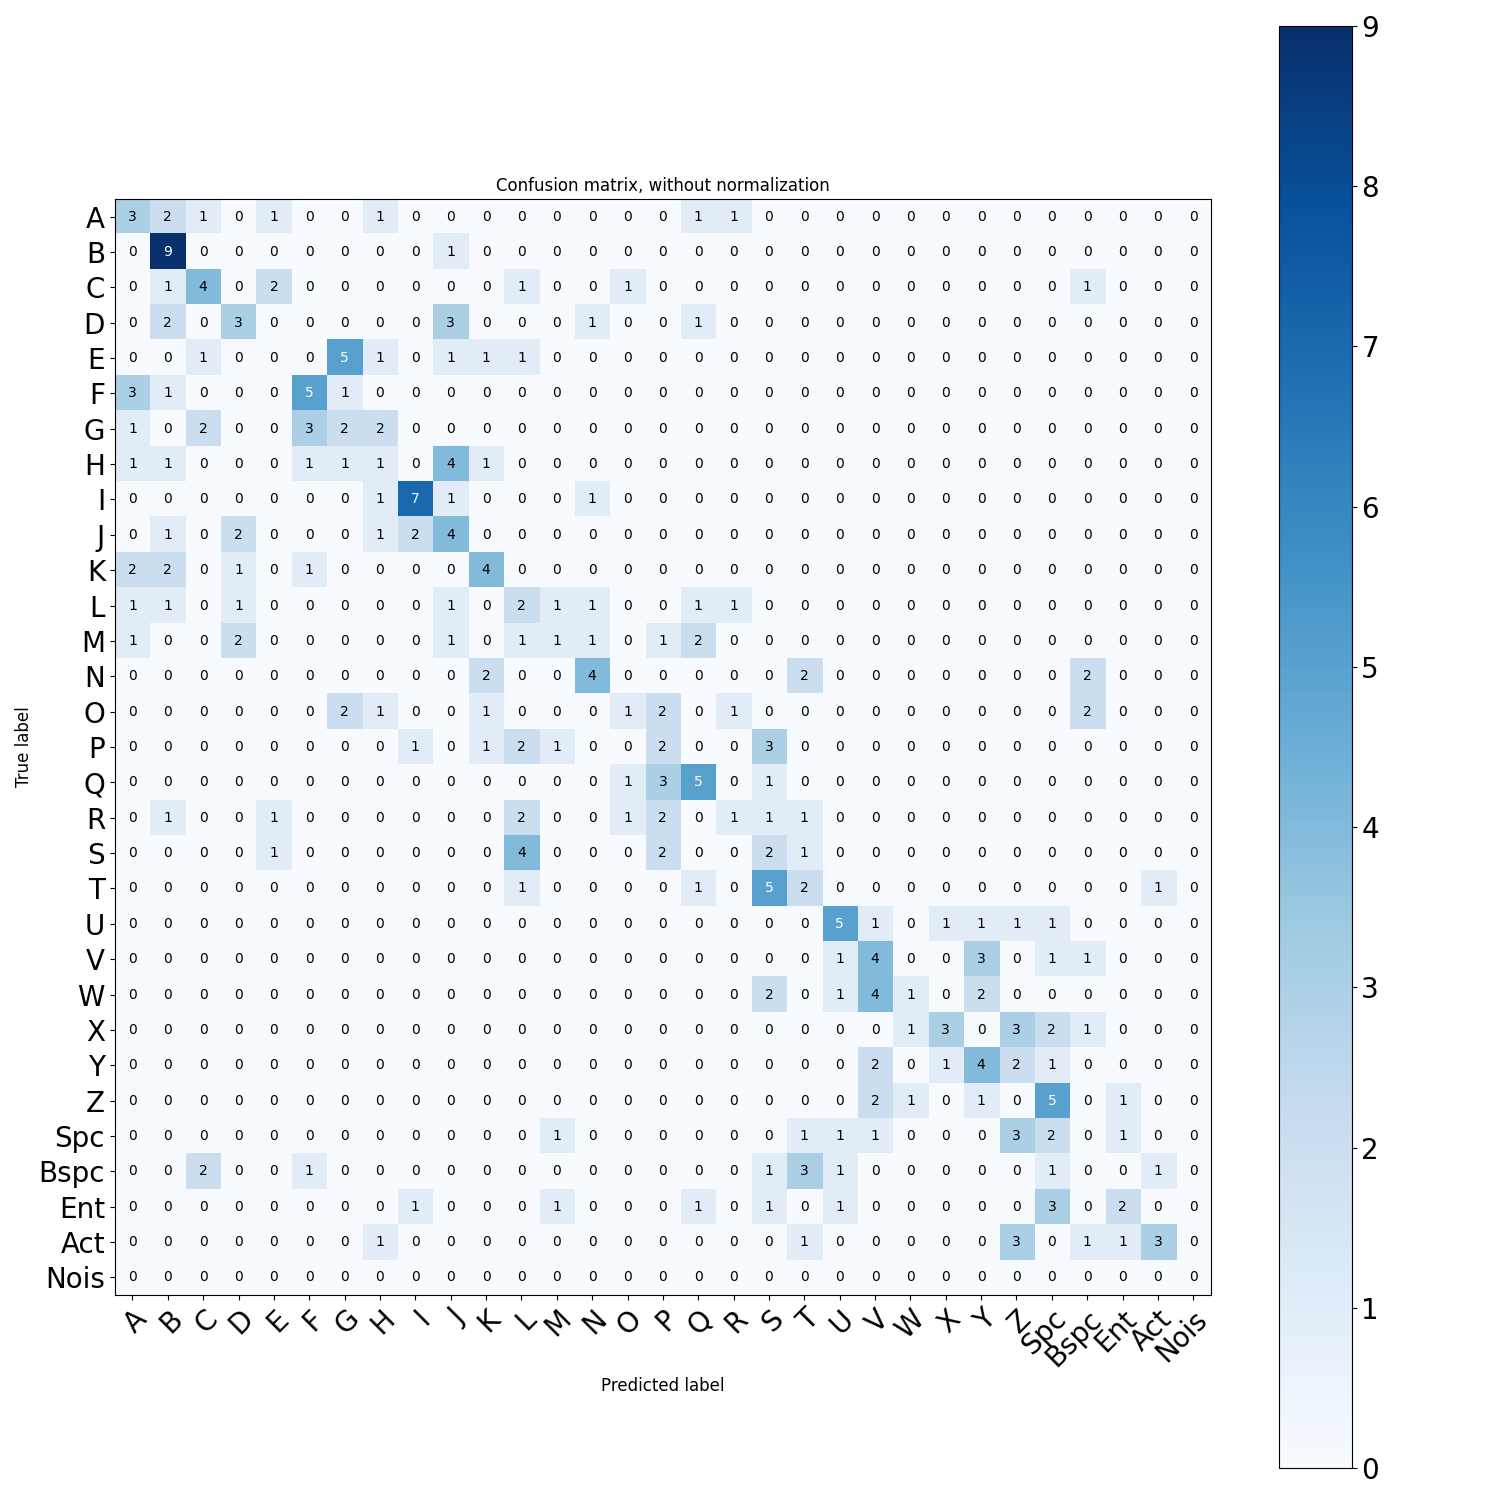 Confusion matrix, without normalization
True label
A 3 2 1 0 1 0 0 1 0 0 0 0 0 0 0 0 1 1 0 0 0 0 0 0 0 0 0 0 0 0 0
B 0 9 0 0 0 0 0 0 0 1 0 0 0 0 0 0 0 0 0 0 0 0 0 0 0 0 0 0 0 0 0
C 0 1 4 0 2 0 0 0 0 0 0 1 0 0 1 0 0 0 0 0 0 0 0 0 0 0 0 1 0 0 0
D 0 2 0 3 0 0 0 0 0 3 0 0 0 1 0 0 1 0 0 0 0 0 0 0 0 0 0 0 0 0 0
E 0 0 1 0 0 0 5 1 0 1 1 1 0 0 0 0 0 0 0 0 0 0 0 0 0 0 0 0 0 0 0
F 3 1 0 0 0 5 1 0 0 0 0 0 0 0 0 0 0 0 0 0 0 0 0 0 0 0 0 0 0 0 0
G 1 0 2 0 0 3 2 2 0 0 0 0 0 0 0 0 0 0 0 0 0 0 0 0 0 0 0 0 0 0 0
H 1 1 0 0 0 1 1 1 0 4 1 0 0 0 0 0 0 0 0 0 0 0 0 0 0 0 0 0 0 0 0
I 0 0 0 0 0 0 0 1 7 1 0 0 0 1 0 0 0 0 0 0 0 0 0 0 0 0 0 0 0 0 0
J 0 1 0 2 0 0 0 1 2 4 0 0 0 0 0 0 0 0 0 0 0 0 0 0 0 0 0 0 0 0 0
K 2 2 0 1 0 1 0 0 0 0 4 0 0 0 0 0 0 0 0 0 0 0 0 0 0 0 0 0 0 0 0
L 1 1 0 1 0 0 0 0 0 1 0 2 1 1 0 0 1 1 0 0 0 0 0 0 0 0 0 0 0 0 0
M 1 0 0 2 0 0 0 0 0 1 0 1 1 1 0 1 2 0 0 0 0 0 0 0 0 0 0 0 0 0 0
N 0 0 0 0 0 0 0 0 0 0 2 0 0 4 0 0 0 0 0 2 0 0 0 0 0 0 0 2 0 0 0
O 0 0 0 0 0 0 2 1 0 0 1 0 0 0 1 2 0 1 0 0 0 0 0 0 0 0 0 2 0 0 0
P 0 0 0 0 0 0 0 0 1 0 1 2 1 0 0 2 0 0 3 0 0 0 0 0 0 0 0 0 0 0 0
Q 0 0 0 0 0 0 0 0 0 0 0 0 0 0 1 3 5 0 1 0 0 0 0 0 0 0 0 0 0 0 0
R 0 1 0 0 1 0 0 0 0 0 0 2 0 0 1 2 0 1 1 1 0 0 0 0 0 0 0 0 0 0 0
S 0 0 0 0 1 0 0 0 0 0 0 4 0 0 0 2 0 0 2 1 0 0 0 0 0 0 0 0 0 0 0
T 0 0 0 0 0 0 0 0 0 0 0 1 0 0 0 0 1 0 5 2 0 0 0 0 0 0 0 0 0 1 0
U 0 0 0 0 0 0 0 0 0 0 0 0 0 0 0 0 0 0 0 0 5 1 0 1 1 1 1 0 0 0 0
V 0 0 0 0 0 0 0 0 0 0 0 0 0 0 0 0 0 0 0 0 1 4 0 0 3 0 1 1 0 0 0
W 0 0 0 0 0 0 0 0 0 0 0 0 0 0 0 0 0 0 2 0 1 4 1 0 2 0 0 0 0 0 0
X 0 0 0 0 0 0 0 0 0 0 0 0 0 0 0 0 0 0 0 0 0 0 1 3 0 3 2 1 0 0 0
Y 0 0 0 0 0 0 0 0 0 0 0 0 0 0 0 0 0 0 0 0 0 2 0 1 4 2 1 0 0 0 0
Z 0 0 0 0 0 0 0 0 0 0 0 0 0 0 0 0 0 0 0 0 0 2 1 0 1 0 5 0 1 0 0
Spc 0 0 0 0 0 0 0 0 0 0 0 0 1 0 0 0 0 0 0 1 1 1 0 0 0 3 2 0 1 0 0
Bspc 0 0 2 0 0 1 0 0 0 0 0 0 0 0 0 0 0 0 1 3 1 0 0 0 0 0 1 0 0 1 0
Ent 0 0 0 0 0 0 0 0 1 0 0 0 1 0 0 0 1 0 1 0 1 0 0 0 0 0 3 0 2 0 0
Act 0 0 0 0 0 0 0 1 0 0 0 0 0 0 0 0 0 0 0 1 0 0 0 0 0 3 0 1 1 3 0
Nois 0 0 0 0 0 0 0 0 0 0 0 0 0 0 0 0 0 0 0 0 0 0 0 0 0 0 0 0 0 0 0
A B C D E F G H I J K L M N O P Q R S T U V W X Y Z Spc Bspc Ent Act Nois
Predicted label
9
8
7
6
5
4
3
2
1
0